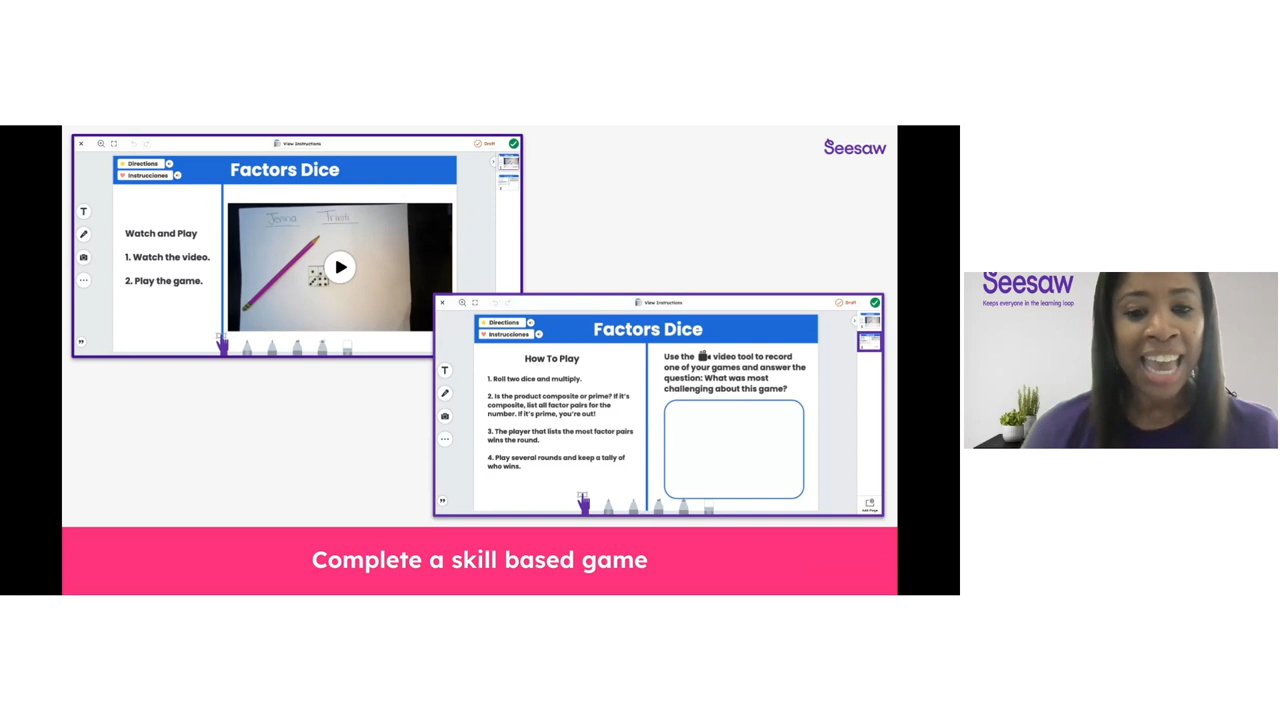 View Instructions
Draft
Seesaw
Directions
Instrucciones
Factors Dice
Watch and Play
1. Watch the video.
2. Play the game.
Jenna
T
View Instructions
Draft
Directions
Instrucciones
Factors Dice
How To Play
1. Roll two dice and multiply.
2. Is the product composite or prime? If it's
composite, list all factor pairs for the
number. If it's prime, you're out!
3. The player that lists the most factor pairs
wins the round.
4. Play several rounds and keep a tally of
who wins.
Use the video tool to record
one of your games and answer the
question: What was most
challenging about this game?
T
Add Page
Complete a skill based game
Seesaw
Keeps everyone in the learning loop